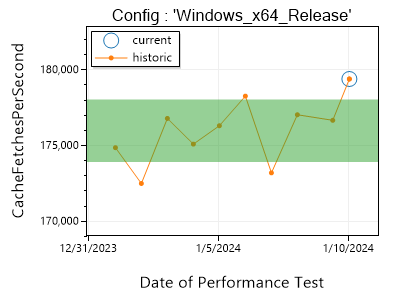 Config : 'Windows_x64_Release'
current
historic
CacheFetchesPerSecond
180,000
175,000
170,000
12/31/2023
1/5/2024
1/10/2024
Date of Performance Test